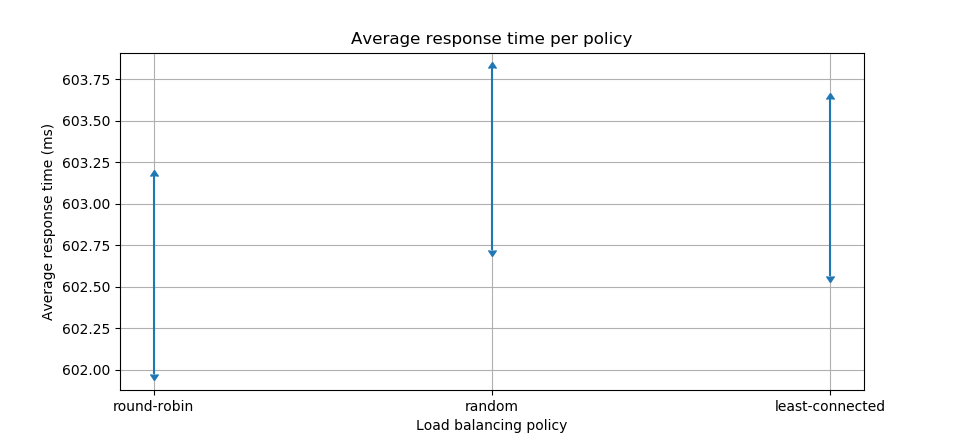 Average response time per policy
603.75
603.50
603.25
603.00
602.75
602.50
602.25
602.00
Average response time (ms)
round-robin random least-connected
Load balancing policy